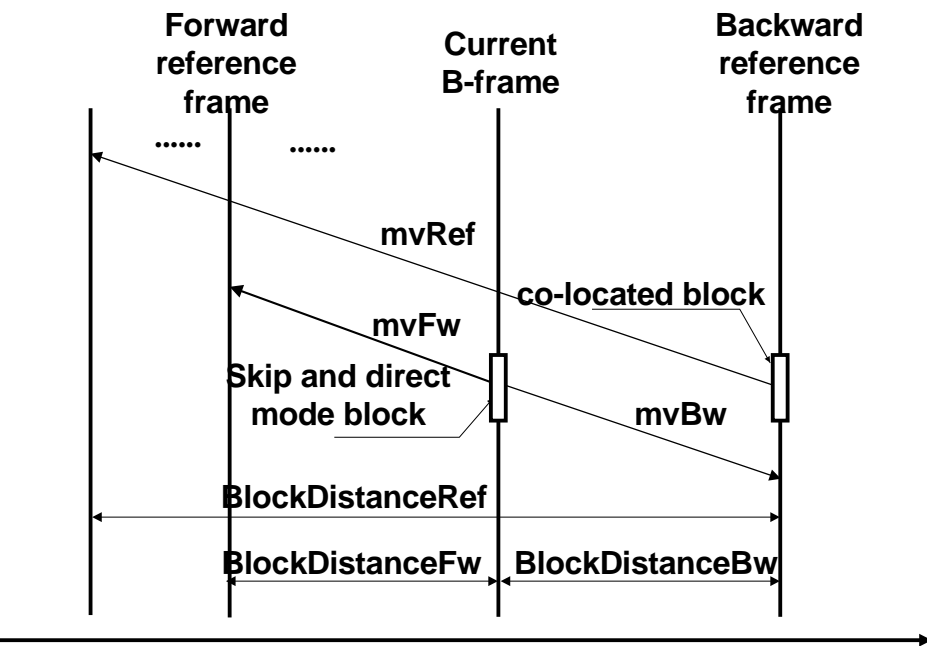 Forward
reference
frame
Current
B-frame
Backward
reference
frame
......
......
mvRef
co-located block
mvFw
Skip and direct
mode block
mvBw
BlockDistanceRef
BlockDistanceFw
BlockDistanceBw